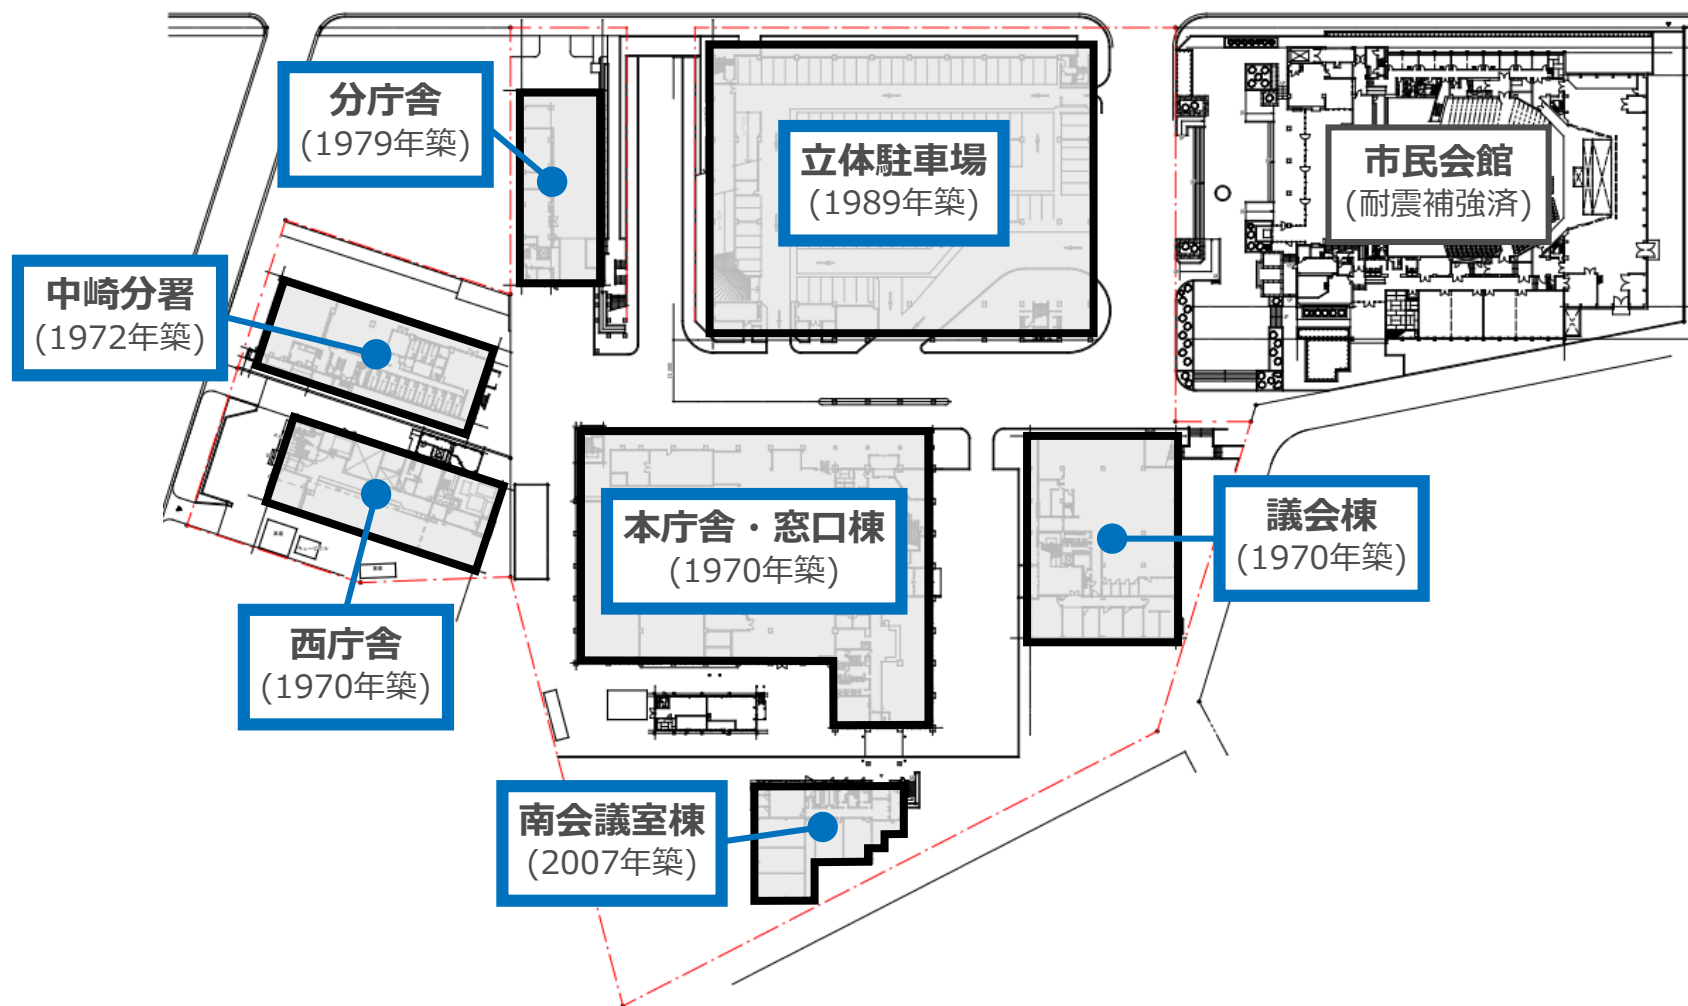 分庁舎
(1979年築)
立体駐車場
(1989年築)
市民会館
(耐震補強済)
中崎分署
(1972年築)
本庁舎・窓口棟
(1970年築)
議会棟
(1970年築)
西庁舎
(1970年築)
南会議室棟
(2007年築)